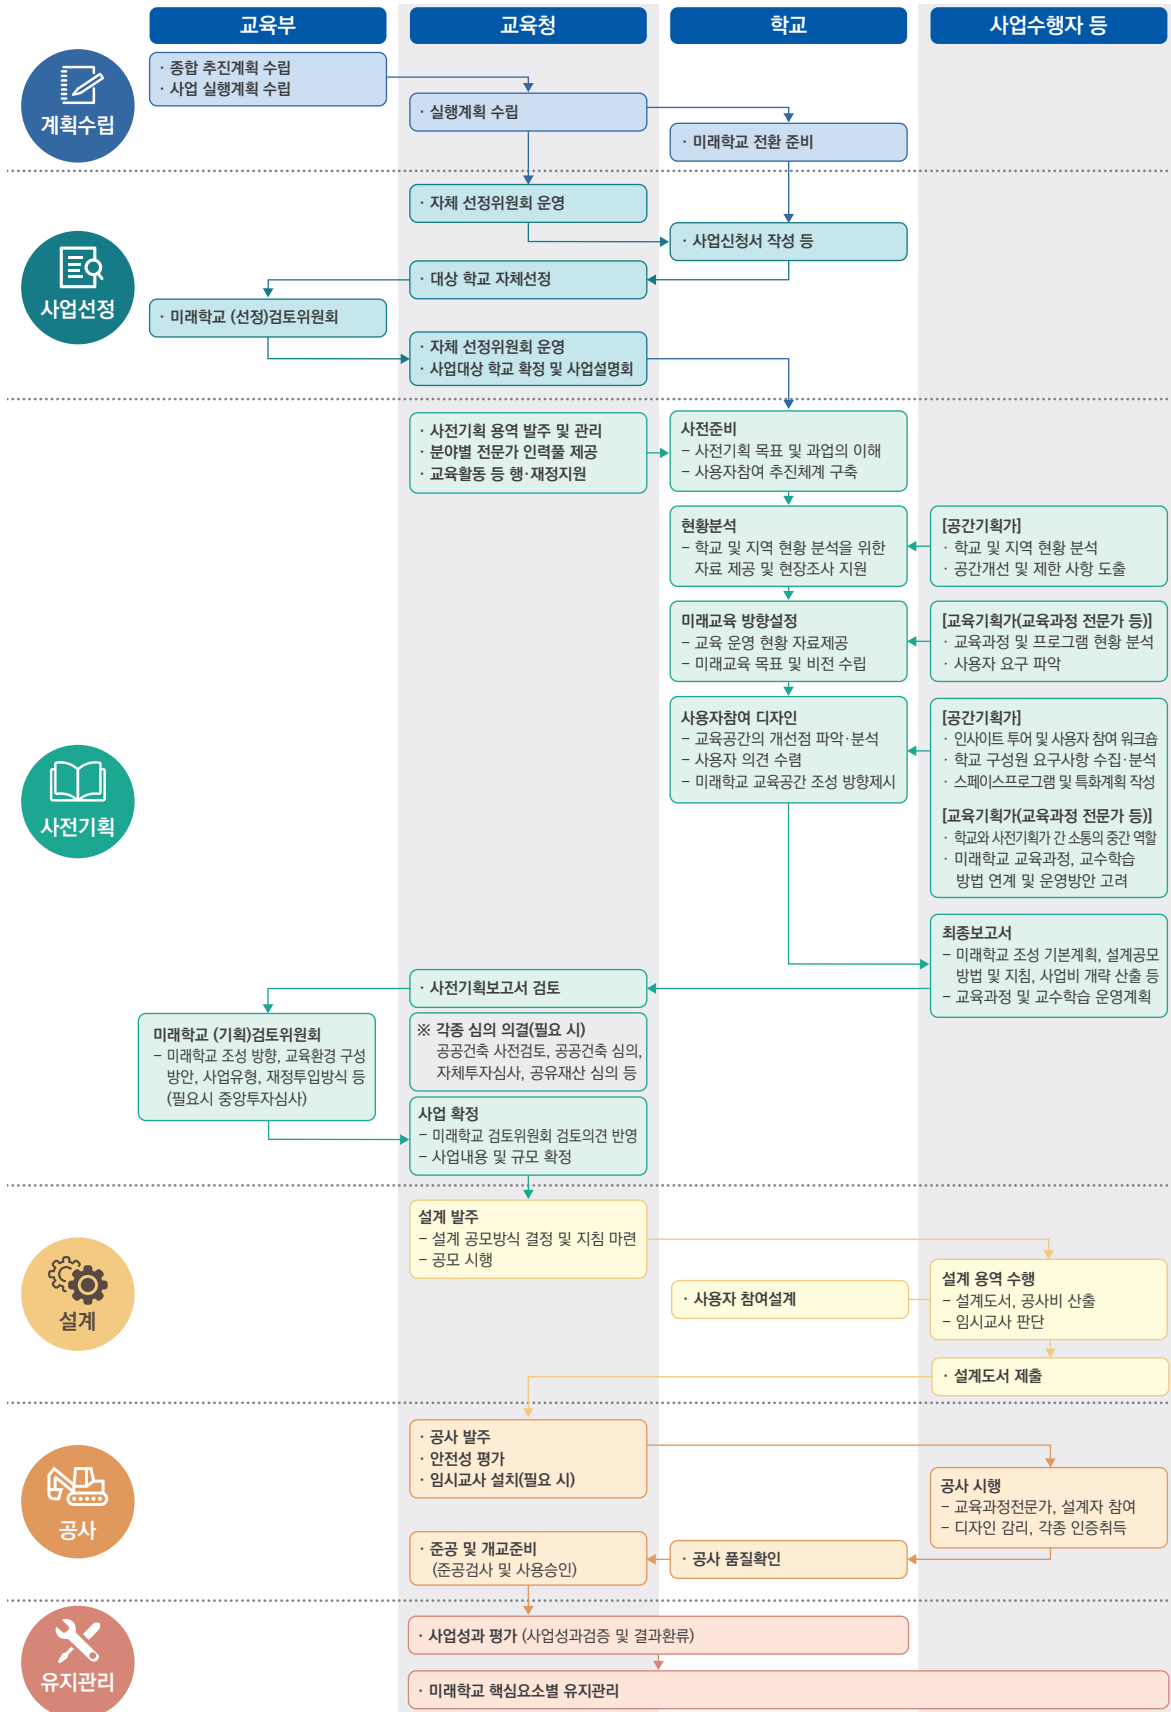 교육부
교육청
학교
사업수행자 등
계획수립
· 종합 추진계획 수립
· 사업 실행계획 수립
· 실행계획 수립
· 미래학교 전환 준비
사업선정
· 자체 선정위원회 운영
· 사업신청서 작성 등
· 대상 학교 자체선정
· 미래학교 (선정)검토위원회
· 자체 선정위원회 운영
· 사업대상 학교 확정 및 사업설명회
사전기획
· 사전기획 용역 발주 및 관리
· 분야별 전문가 인력풀 제공
· 교육활동 등 행·재정지원
사전준비
– 사전기획 목표 및 과업의 이해
– 사용자참여 추진체계 구축
현황분석
– 학교 및 지역 현황 분석을 위한
자료 제공 및 현장조사 지원
[공간기획가]
· 학교 및 지역 현황 분석
· 공간개선 및 제한 사항 도출
미래교육 방향설정
– 교육 운영 현황 자료제공
– 미래교육 목표 및 비전 수립
[교육기획가(교육과정 전문가 등)]
· 교육과정 및 프로그램 현황 분석
· 사용자 요구 파악
사용자참여 디자인
– 교육공간의 개선점 파악·분석
– 사용자 의견 수렴
– 미래학교 교육공간 조성 방향제시
[공간기획가]
· 인사이트 투어 및 사용자 참여 워크숍
· 학교 구성원 요구사항 수집·분석
· 스페이스프로그램 및 특화계획 작성
[교육기획가(교육과정 전문가 등)]
· 학교와 사전기획가 간 소통의 중간 역할
· 미래학교 교육과정, 교수학습
방법 연계 및 운영방안 고려
최종보고서
– 미래학교 조성 기본계획, 설계공모
방법 및 지침, 사업비 개략 산출 등
– 교육과정 및 교수학습 운영계획
· 사전기획보고서 검토
미래학교 (기획)검토위원회
– 미래학교 조성 방향, 교육환경 구성
방안, 사업유형, 재정투입방식 등
(필요시 중앙투자심사)
※ 각종 심의 의결(필요 시)
공공건축 사전검토, 공공건축 심의,
자체투자심사, 공유재산 심의 등
사업 확정
– 미래학교 검토위원회 검토의견 반영
– 사업내용 및 규모 확정
설계
설계 발주
– 설계 공모방식 결정 및 지침 마련
– 공모 시행
· 사용자 참여설계
설계 용역 수행
– 설계도서, 공사비 산출
– 임시교사 판단
· 설계도서 제출
공사
· 공사 발주
· 안전성 평가
· 임시교사 설치(필요 시)
공사 시행
– 교육과정전문가, 설계자 참여
– 디자인 감리, 각종 인증취득
· 준공 및 개교준비
(준공검사 및 사용승인)
· 공사 품질확인
유지관리
· 사업성과 평가 (사업성과검증 및 결과환류)
· 미래학교 핵심요소별 유지관리